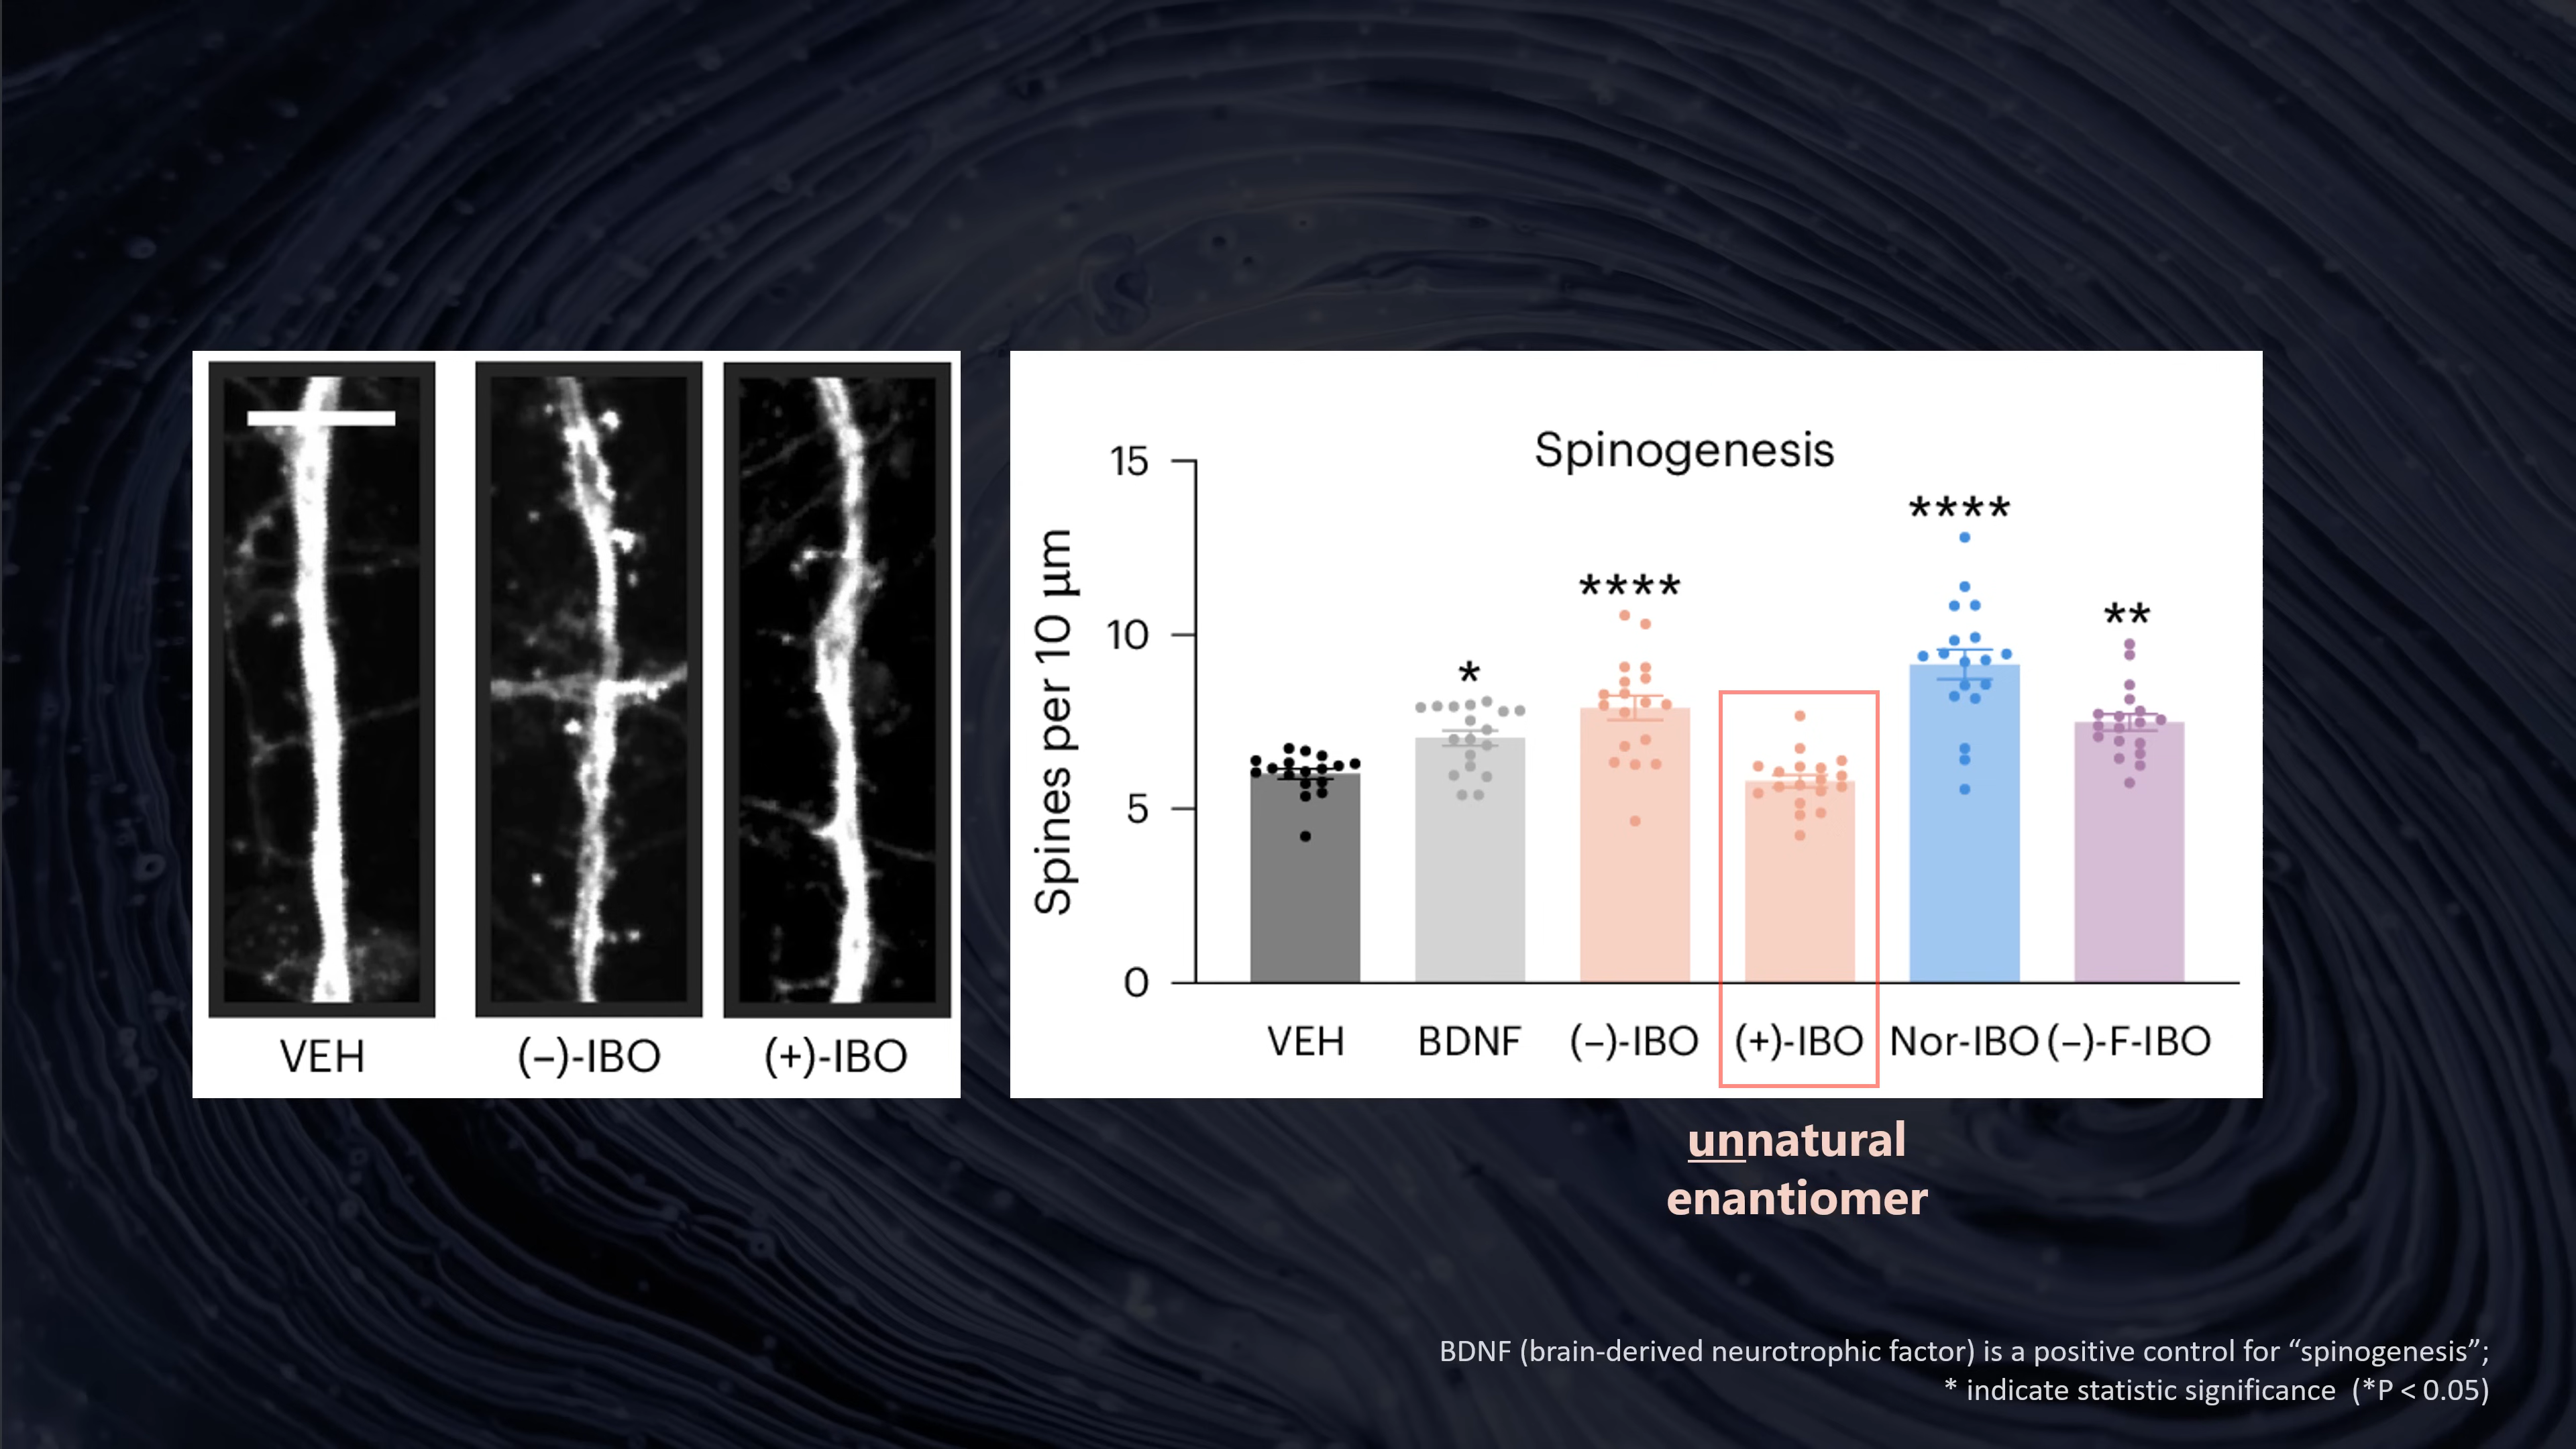 VEH
(–)-IBO
(+)-IBO
Spinogenesis
Spines per 10 µm
15
10
5
0
*
****
****
**
VEH
BDNF
(–)-IBO
(+)-IBO
Nor-IBO
(–)-F-IBO
unnatural
enantiomer
BDNF (brain-derived neurotrophic factor) is a positive control for “spinogenesis”;
* indicate statistic significance (*P < 0.05)